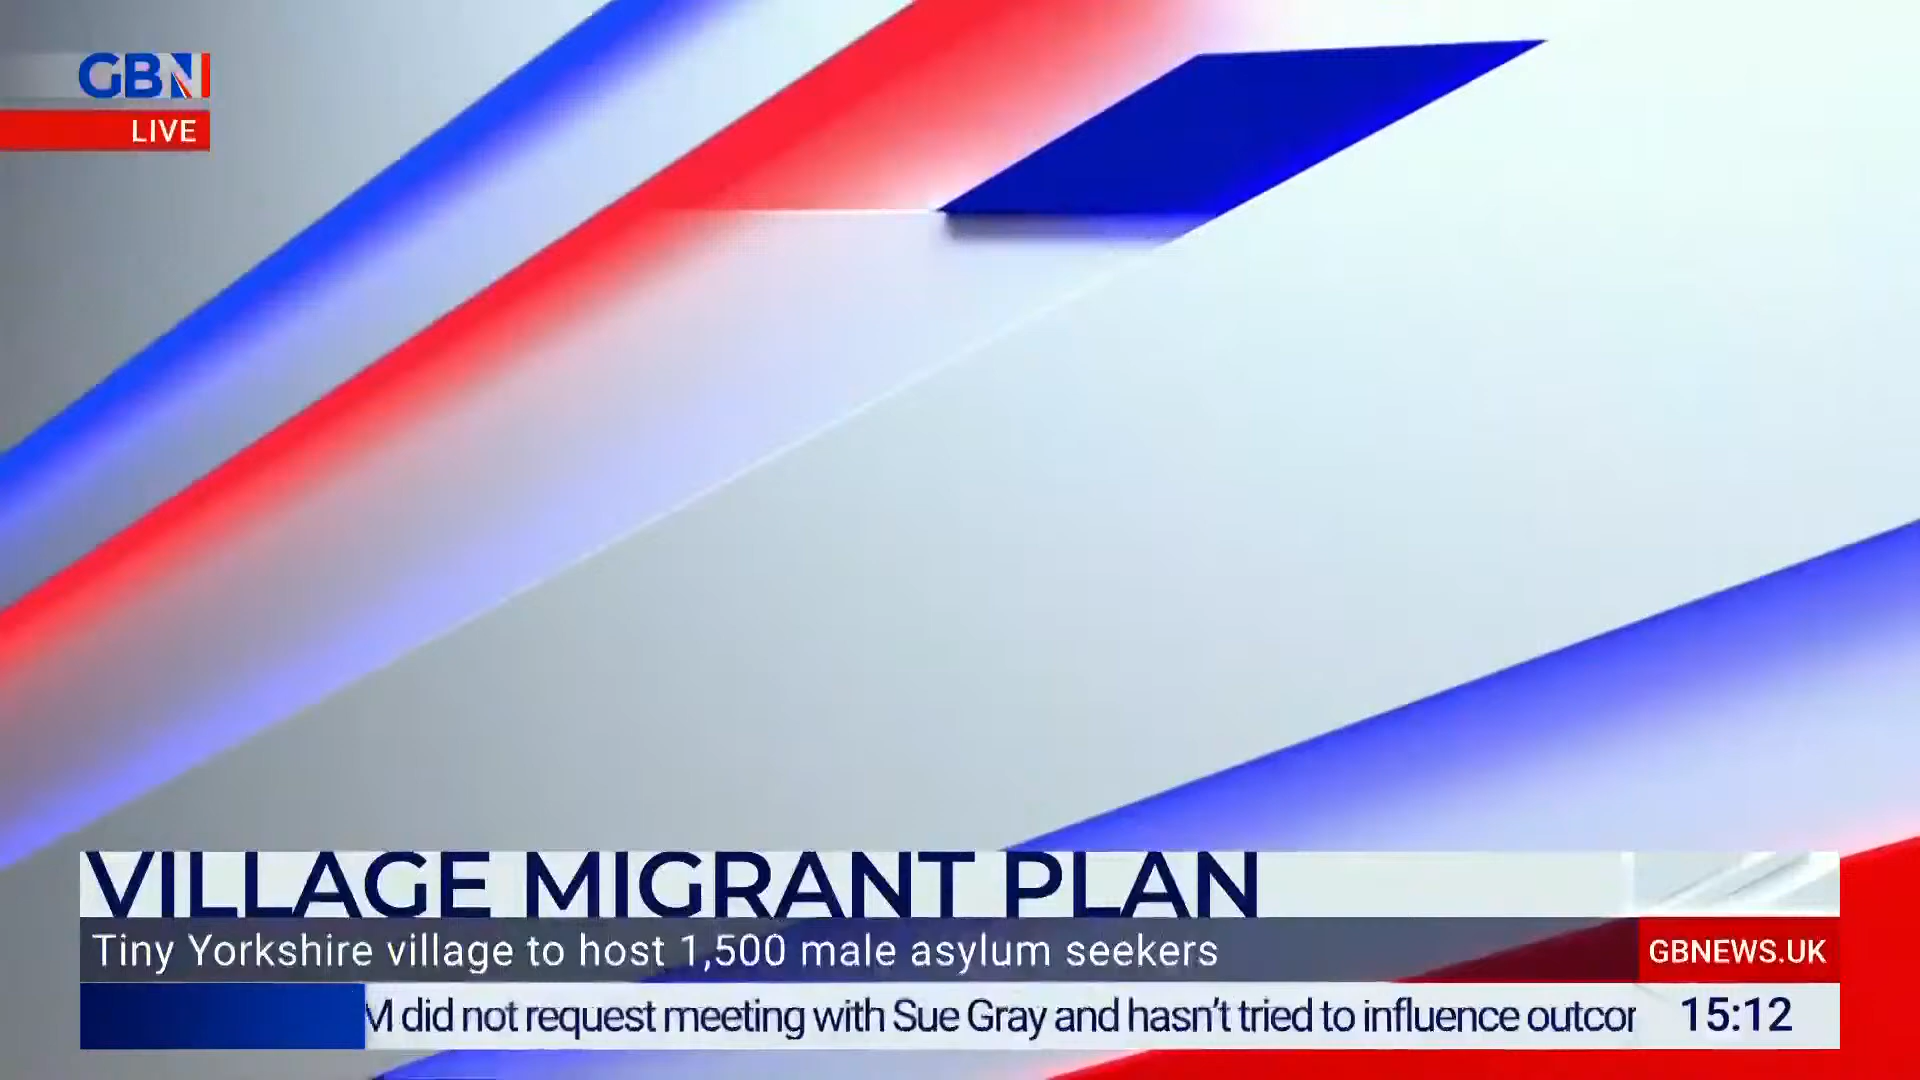 GBN
LIVE
VILLAGE MIGRANT PLAN
Tiny Yorkshire village to host 1,500 male asylum seekers
GBNEWS.UK
did not request meeting with Sue Gray and hasn't tried to influence
15:12